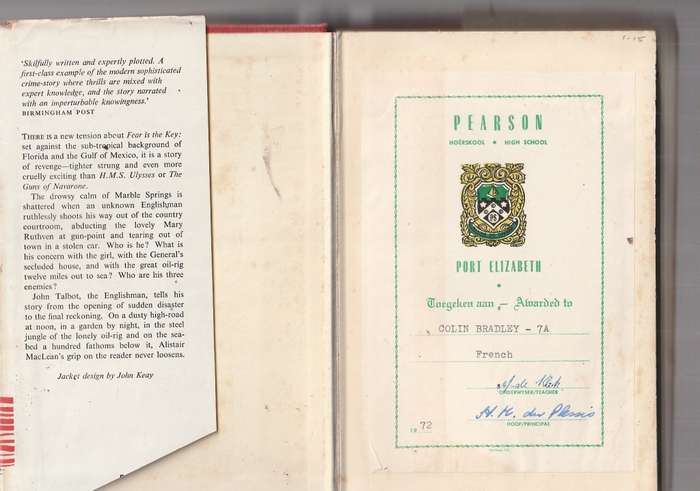 'Skilfully written and expertly plotted. A
first-class example of the modern sophisticated
crime-story where thrills are mixed with
expert knowledge, and the story narrated
with an imperturbable knowingness.'
BIRMINGHAM POST
THERE is a new tension about Fear is the Key:
set against the sub-tropical background of
Florida and the Gulf of Mexico, it is a story
of revenge—tighter strung and even more
cruelly exciting than H.M.S. Ulysses or The
Guns of Navarone.
The drowsy calm of Marble Springs is
shattered when an unknown Englishman
ruthlessly shoots his way out of the country
courtroom, abducting the lovely Mary
Ruthven at gun-point and tearing out of
town in a stolen car. Who is he? What is
his concern with the girl, with the General's
secluded house, and with the great oil-rig
twelve miles out to sea? Who are his three
enemies?
John Talbot, the Englishman, tells his
story from the opening of sudden disaster
to the final reckoning. On a dusty high-road
at noon, in a garden by night, in the steel
jungle of the lonely oil-rig and on the sea-
bed a hundred fathoms below it, Alistair
MacLean's grip on the reader never loosens.
Jacket design by John Keay
PEARSON
HOËRSKOOL • HIGH SCHOOL
PORT ELIZABETH
Toegeken aan — Awarded to
COLIN BRADLEY - 7A
French
M. de Klerk
ONDERWYSER/TEACHER
H. H. du Plessis
HOOF/PRINCIPAL
1972